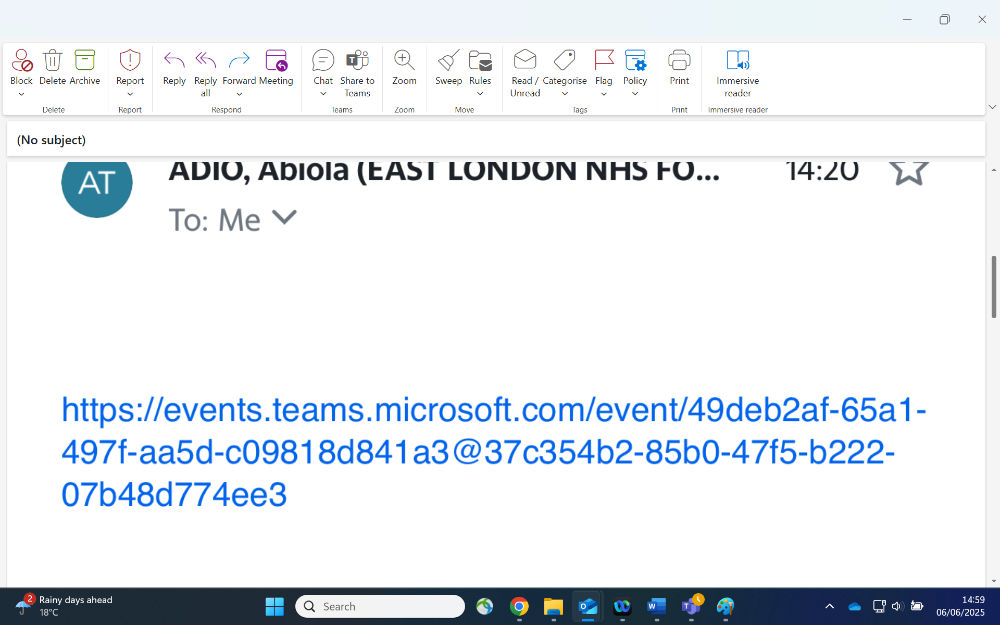 Block
Delete
Archive
Report
Reply
Reply all
Forward
Meeting
Chat
Share to Teams
Zoom
Sweep
Rules
Read / Unread
Categorise
Flag
Policy
Print
Immersive reader
Delete
Report
Respond
Teams
Zoom
Move
Tags
Print
Immersive reader
(No subject)
AT
ADIO, Abiola (EAST LONDON NHS FO...
14:20
To: Me
https://events.teams.microsoft.com/event/49deb2af-65a1-
497f-aa5d-c09818d841a3@37c354b2-85b0-47f5-b222-
07b48d774ee3
2
Rainy days ahead
18°C
Search
14:59
06/06/2025